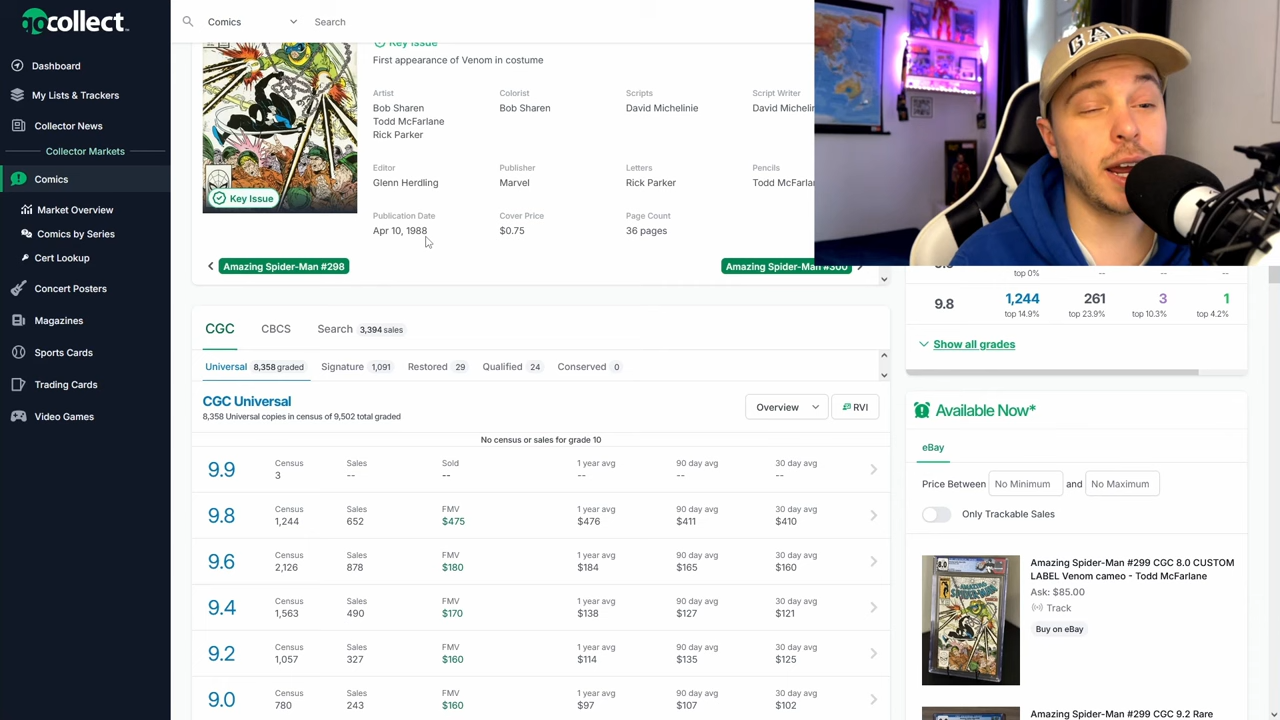 gocollect
Comics
Search
Dashboard
My Lists & Trackers
Collector News
Collector Markets
Comics
Market Overview
Comics by Series
Cert Lookup
Concert Posters
Magazines
Sports Cards
Trading Cards
Video Games
Key Issue
Key Issue
First appearance of Venom in costume
Artist
Colorist
Scripts
Script Writer
Bob Sharen
Bob Sharen
David Michelinie
David Michelin
Todd McFarlane
Rick Parker
Editor
Publisher
Letters
Pencils
Glenn Herdling
Marvel
Rick Parker
Todd McFarla
Publication Date
Cover Price
Page Count
Apr 10, 1988
$0.75
36 pages
Amazing Spider-Man #298
Amazing Spider-Man #300
CGC
CBCS
Search 3,394 sales
Universal 8,358 graded
Signature 1,091
Restored 29
Qualified 24
Conserved 0
CGC Universal
8,358 Universal copies in census of 9,502 total graded
Overview
RVI
No census or sales for grade 10
9.9
Census
Sales
Sold
1 year avg
90 day avg
30 day avg
3
--
--
--
--
--
9.8
Census
Sales
FMV
1 year avg
90 day avg
30 day avg
1,244
652
$475
$476
$411
$410
9.6
Census
Sales
FMV
1 year avg
90 day avg
30 day avg
2,126
878
$180
$184
$165
$160
9.4
Census
Sales
FMV
1 year avg
90 day avg
30 day avg
1,563
490
$170
$138
$127
$121
9.2
Census
Sales
FMV
1 year avg
90 day avg
30 day avg
1,057
327
$160
$114
$135
$125
9.0
Census
Sales
FMV
1 year avg
90 day avg
30 day avg
780
243
$160
$97
$107
$102
top 0%
--
--
--
9.8
1,244
261
3
1
top 14.9%
top 23.9%
top 10.3%
top 4.2%
Show all grades
Available Now*
eBay
Price Between No Minimum and No Maximum
Only Trackable Sales
Amazing Spider-Man #299 CGC 8.0 CUSTOM
LABEL Venom cameo - Todd McFarlane
Ask: $85.00
Track
Buy on eBay
8.0
Amazing Spider-Man #299 CGC 9.2 Rare